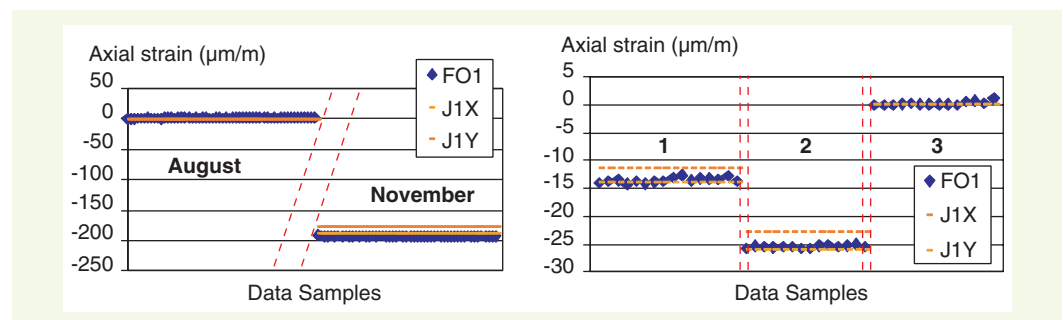 Axial strain (µm/m)
50
0
-50
-100
-150
-200
-250
August
November
FO1
J1X
J1Y
Data Samples
Axial strain (µm/m)
5
0
-5
-10
-15
-20
-25
-30
1
2
3
FO1
J1X
J1Y
Data Samples